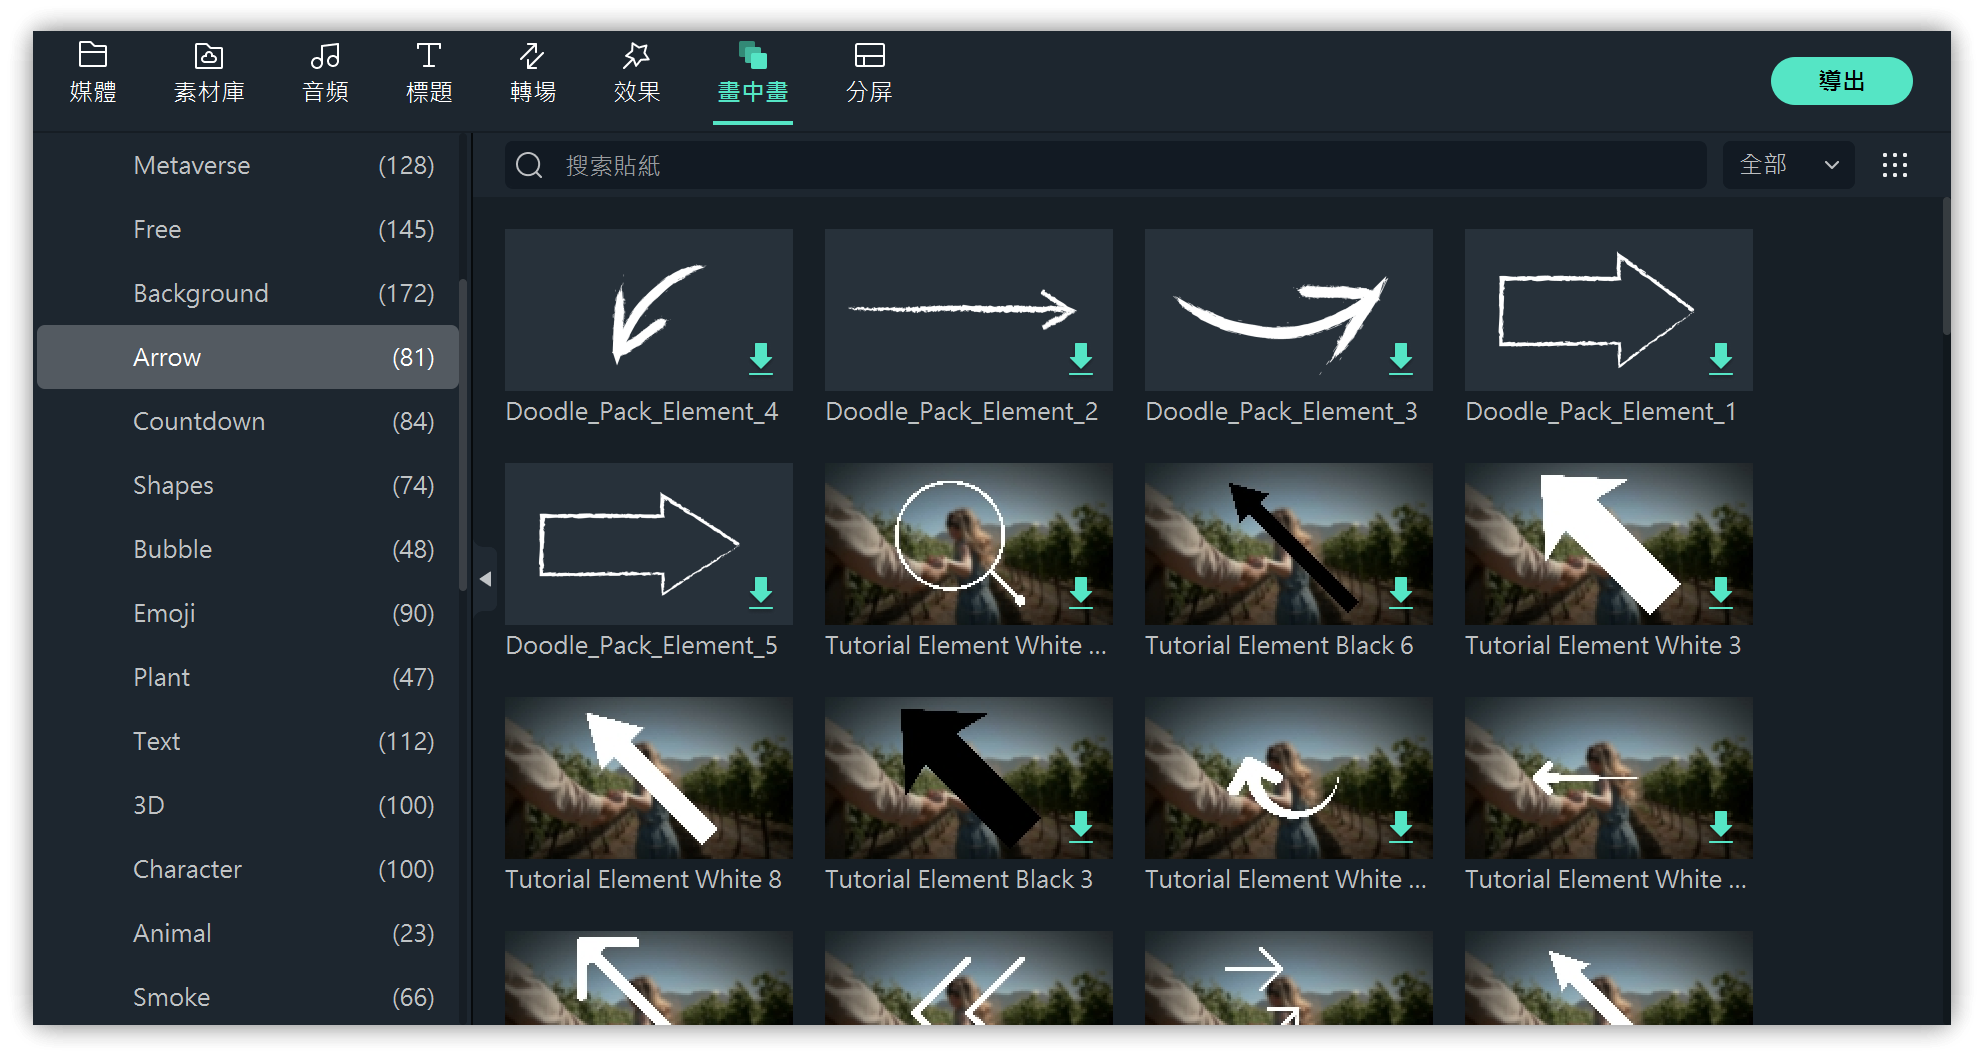 媒體
素材庫
音頻
標題
轉場
效果
畫中畫
分屏
導出
Metaverse (128)
Free (145)
Background (172)
Arrow (81)
Countdown (84)
Shapes (74)
Bubble (48)
Emoji (90)
Plant (47)
Text (112)
3D (100)
Character (100)
Animal (23)
Smoke (66)
搜索貼紙
全部
Doodle_Pack_Element_4
Doodle_Pack_Element_2
Doodle_Pack_Element_3
Doodle_Pack_Element_1
Doodle_Pack_Element_5
Tutorial Element White ...
Tutorial Element Black 6
Tutorial Element White 3
Tutorial Element White 8
Tutorial Element Black 3
Tutorial Element White ...
Tutorial Element White ...